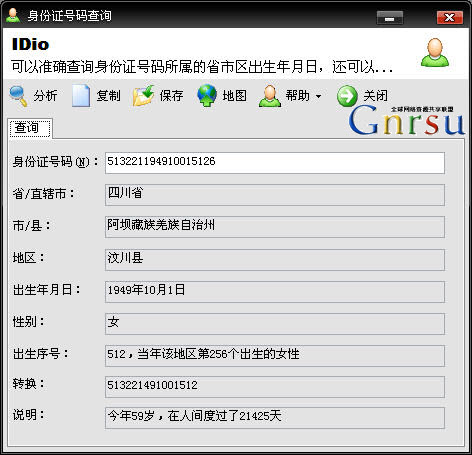 身份证号码查询
IDio
可以准确查询身份证号码所属的省市区出生年月日，还可以...
分析 复制 保存 地图 帮助 关闭
全球网络资源共享联盟
Gnrsu
查询
身份证号码(N)： 513221194910015126
省/直辖市： 四川省
市/县： 阿坝藏族羌族自治州
地区： 汶川县
出生年月日： 1949年10月1日
性别： 女
出生序号： 512，当年该地区第256个出生的女性
转换： 513221491001512
说明： 今年59岁，在人间度过了21425天